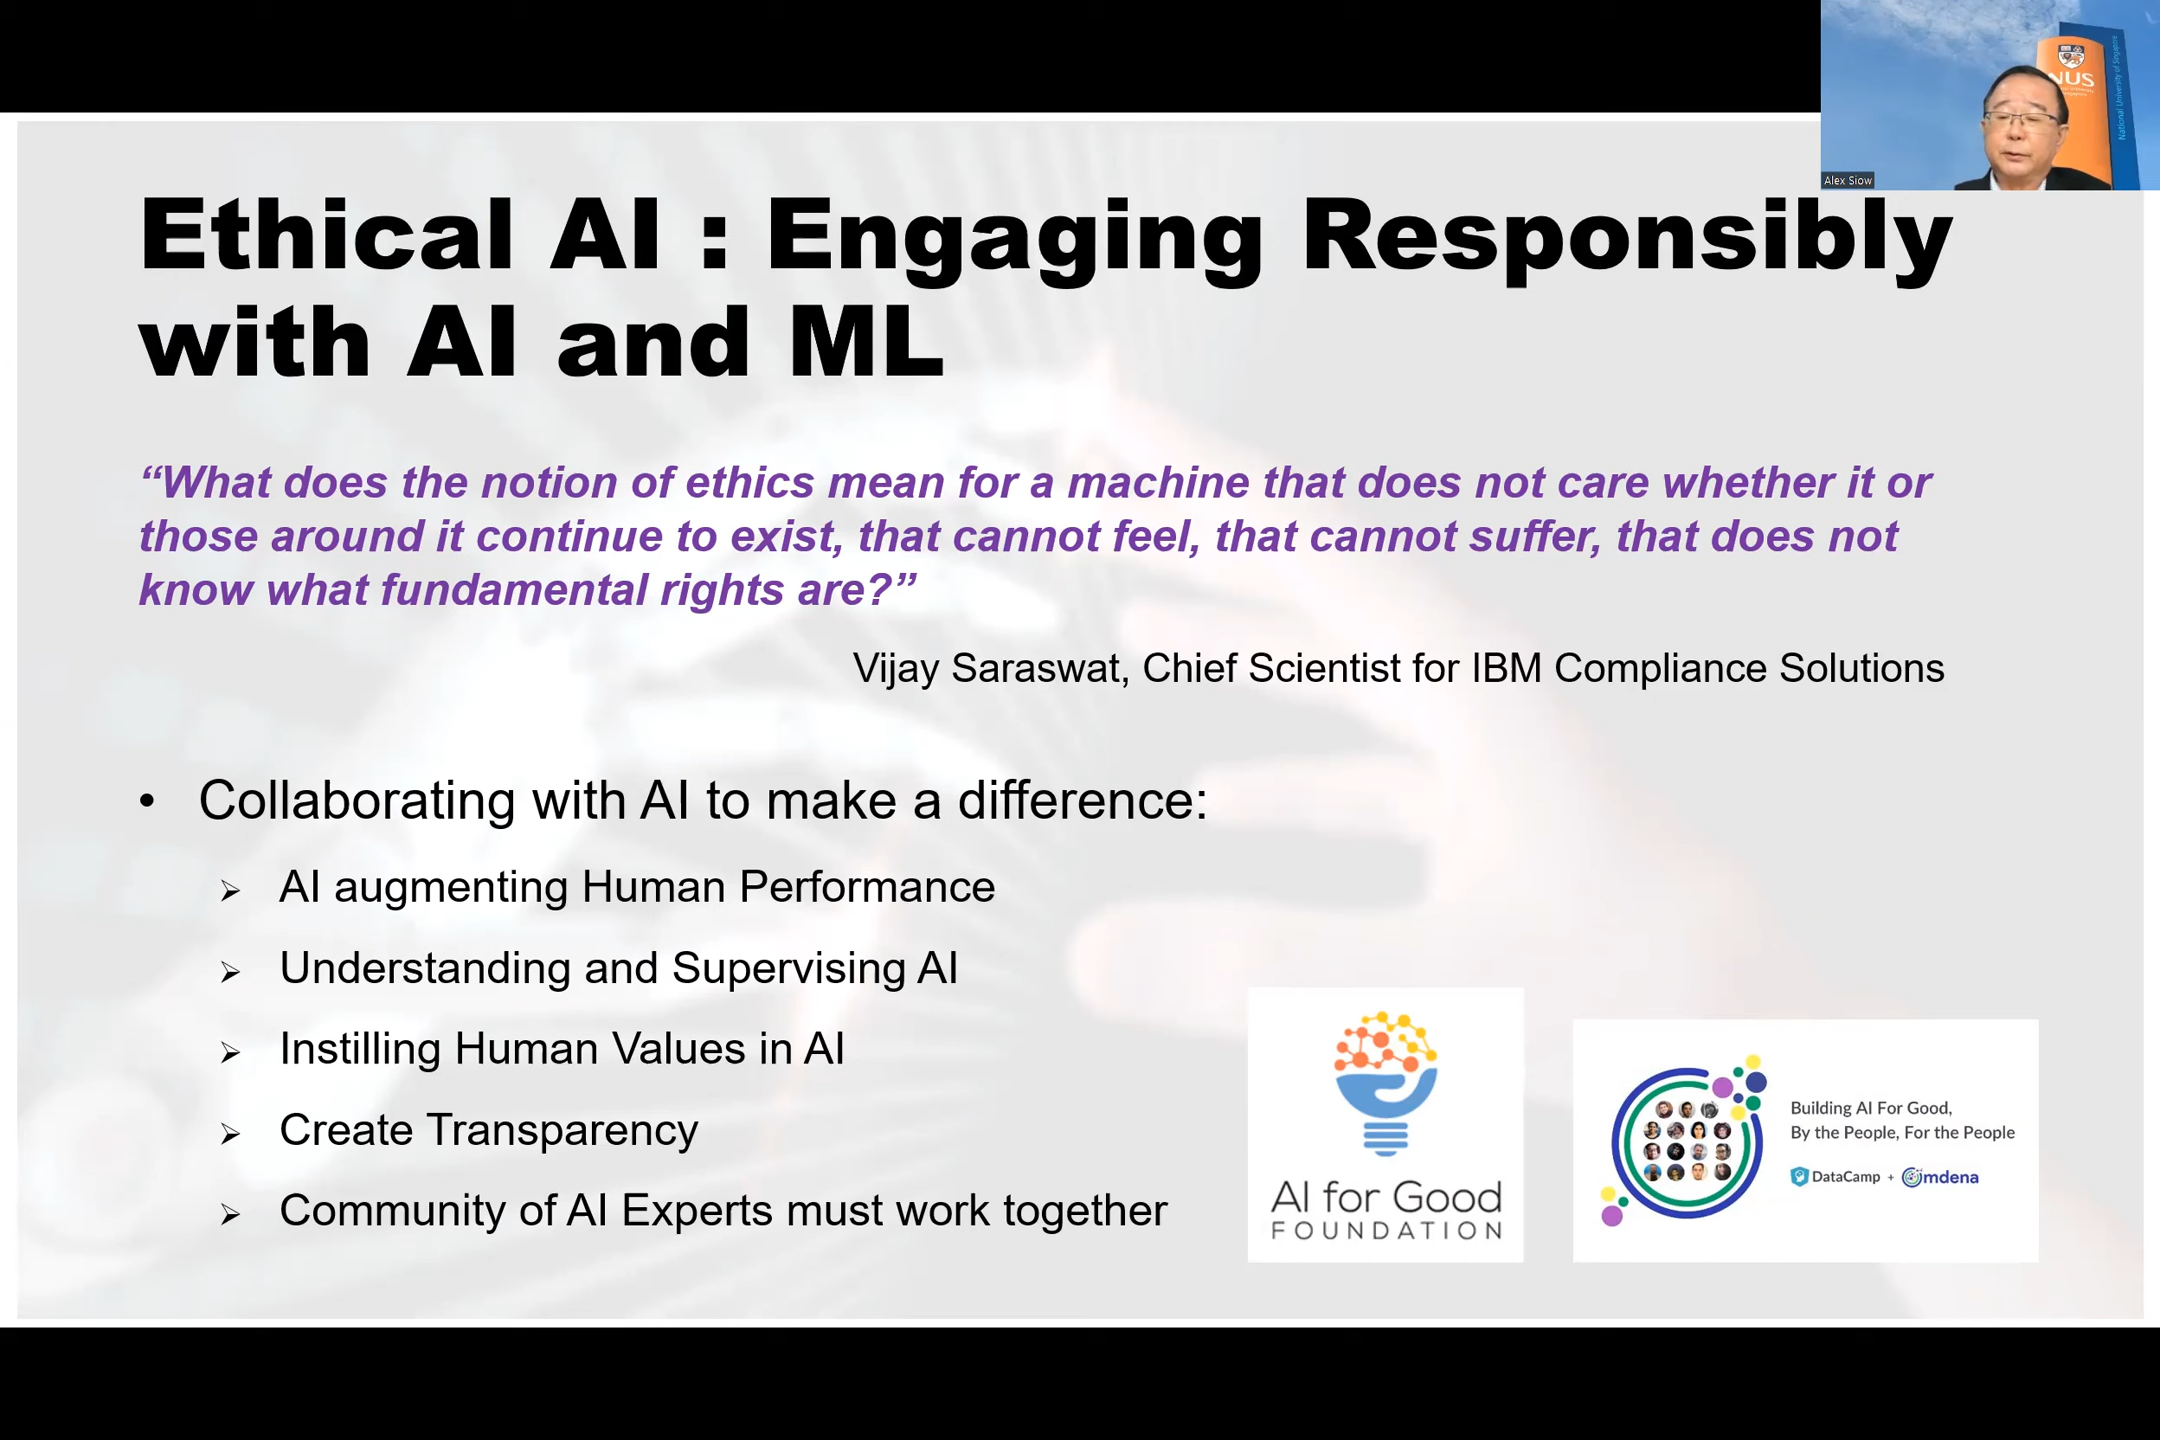 NUS
National University of Singapore
Alex Siow
Ethical AI : Engaging Responsibly
with AI and ML
“What does the notion of ethics mean for a machine that does not care whether it or
those around it continue to exist, that cannot feel, that cannot suffer, that does not
know what fundamental rights are?”
Vijay Saraswat, Chief Scientist for IBM Compliance Solutions
• Collaborating with AI to make a difference:
➢ AI augmenting Human Performance
➢ Understanding and Supervising AI
➢ Instilling Human Values in AI
➢ Create Transparency
➢ Community of AI Experts must work together
AI for Good
FOUNDATION
Building AI For Good,
By the People, For the People
DataCamp + Omdena